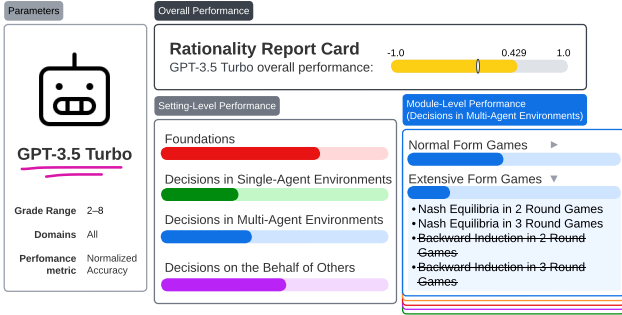 Parameters
GPT-3.5 Turbo
Grade Range 2–8
Domains All
Perfomance Normalized
metric Accuracy
Overall Performance
Rationality Report Card
GPT-3.5 Turbo overall performance:
-1.0 0.429 1.0
Setting-Level Performance
Foundations
Decisions in Single-Agent Environments
Decisions in Multi-Agent Environments
Decisions on the Behalf of Others
Module-Level Performance
(Decisions in Multi-Agent Environments)
Normal Form Games ▶
Extensive Form Games ▼
• Nash Equilibria in 2 Round Games
• Nash Equilibria in 3 Round Games
• Backward Induction in 2 Round
Games
• Backward Induction in 3 Round
Games